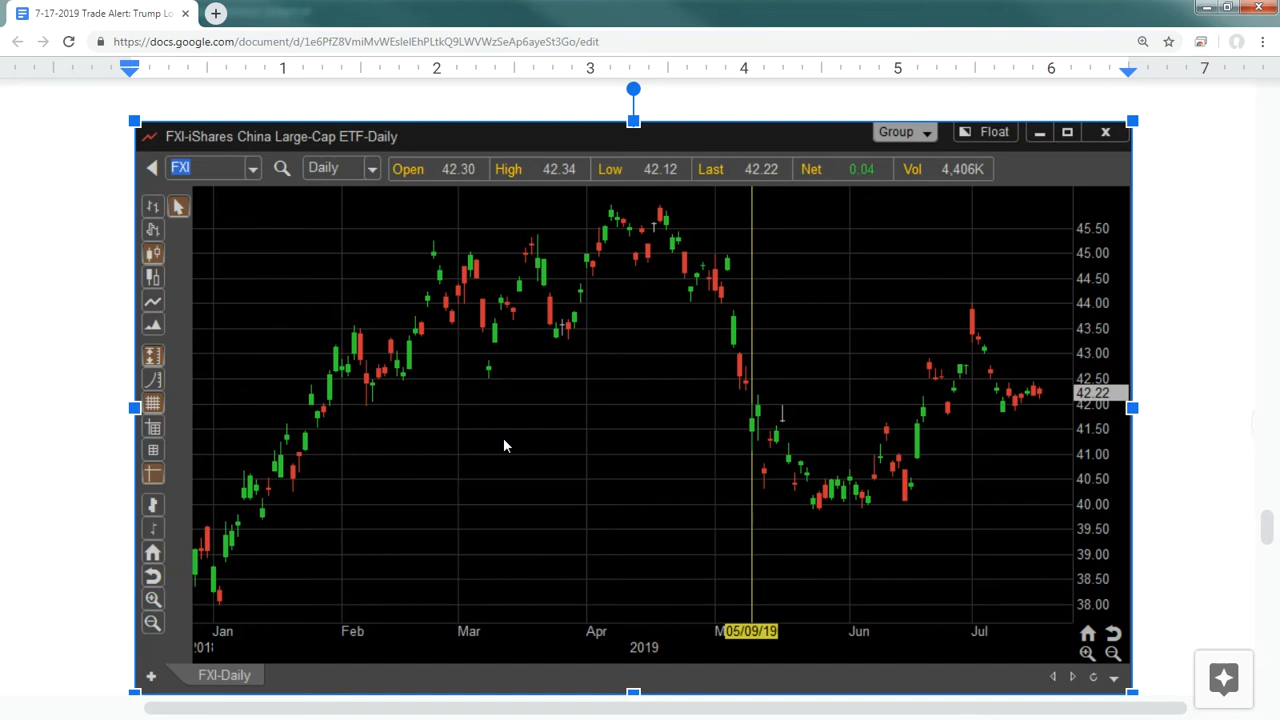 7-17-2019 Trade Alert: Trump Lo
https://docs.google.com/document/d/1e6PfZ8VmiMvWEsleIEhPLtkQ9LWVWzSeAp6ayeSt3Go/edit
1 2 3 4 5 6 7
FXI-iShares China Large-Cap ETF-Daily
Group
Float
FXI
Daily
Open 42.30 High 42.34 Low 42.12 Last 42.22 Net 0.04 Vol 4,406K
45.50
45.00
44.50
44.00
43.50
43.00
42.50
42.22
42.00
41.50
41.00
40.50
40.00
39.50
39.00
38.50
38.00
Jan Feb Mar Apr M 05/09/19 Jun Jul
2019
FXI-Daily